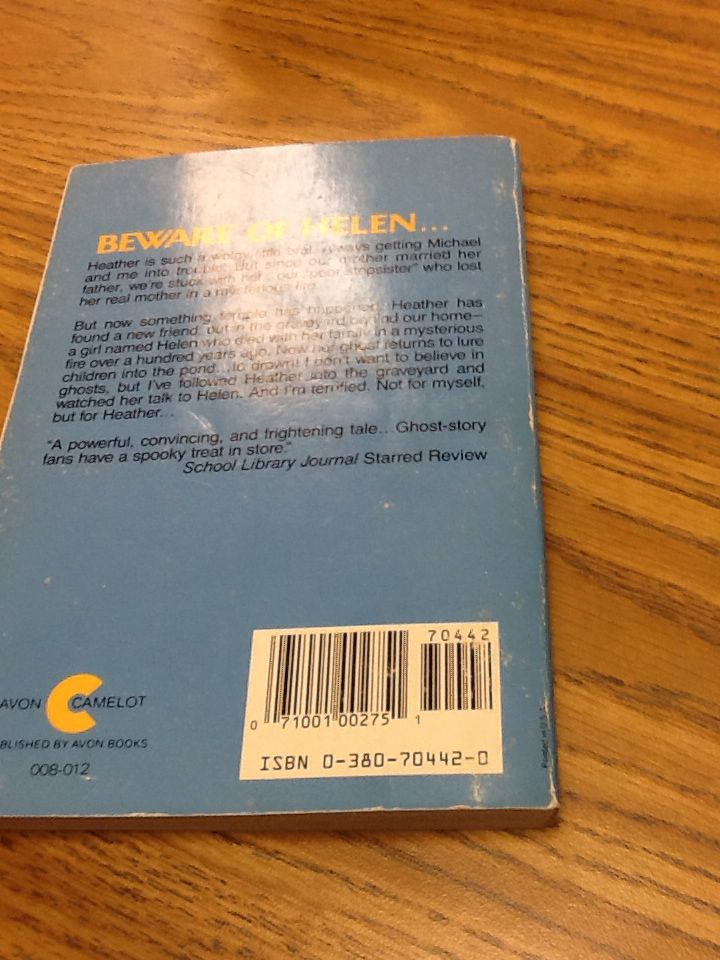 BEWARE OF HELEN...
Heather is such a whiny little brat. Always getting Michael
and me into trouble. But since our mother married her
father, we're stuck with her—our "poor stepsister" who lost
her real mother in a mysterious fire.
But now something terrible has happened. Heather has
found a new friend, out in the graveyard behind our home—
a girl named Helen who died with her family in a mysterious
fire over a hundred years ago. Now her ghost returns to lure
children into the pond...to drown! I don't want to believe in
ghosts, but I've followed Heather into the graveyard and
watched her talk to Helen. And I'm terrified. Not for myself,
but for Heather...
"A powerful, convincing, and frightening tale...Ghost-story
fans have a spooky treat in store."
School Library Journal Starred Review
70442
0 71001 00275 1
ISBN 0-380-70442-0
AVON CAMELOT
BLISHED BY AVON BOOKS
008-012
Printed in U.S.A.